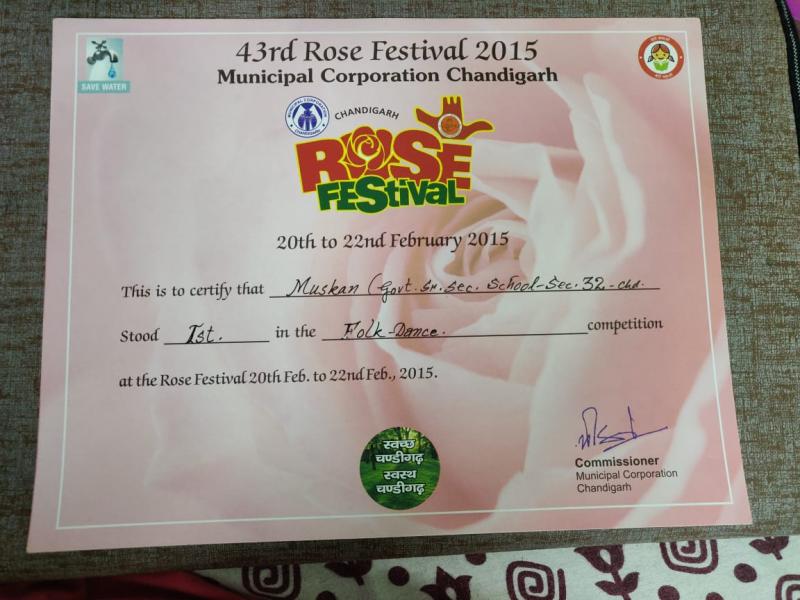 43rd Rose Festival 2015
Municipal Corporation Chandigarh
SAVE WATER
MUNICIPAL CORPORATION
CHANDIGARH
CHANDIGARH
ROSE
FESTIVAL
20th to 22nd February 2015
This is to certify that Muskan (Govt. Sr. Sec. School-Sec. 32-chd.
Stood Ist. in the Folk-Dance. competition
at the Rose Festival 20th Feb. to 22nd Feb., 2015.
स्वच्छ
चण्डीगढ़
स्वस्थ
चण्डीगढ़
Commissioner
Municipal Corporation
Chandigarh